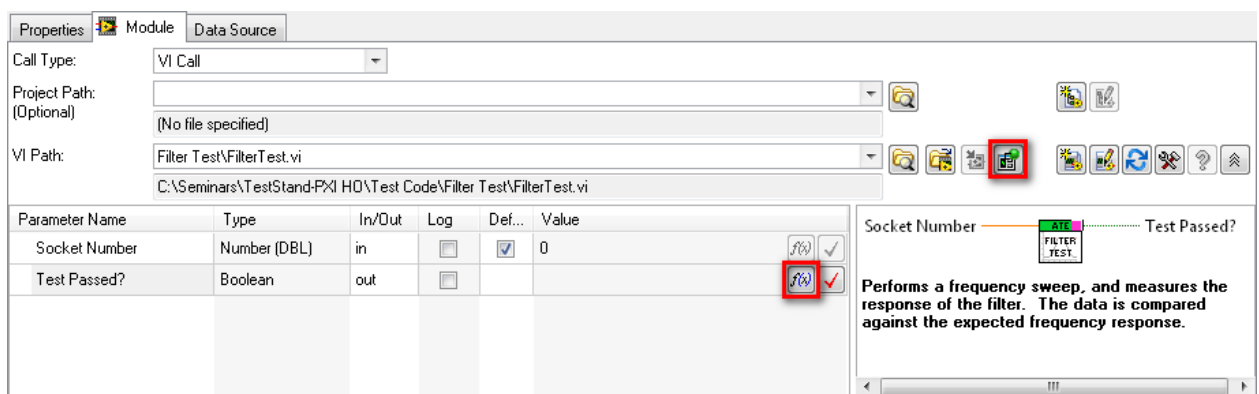 Properties Module Data Source
Call Type: VI Call
Project Path:
(Optional)
(No file specified)
VI Path: Filter Test\FilterTest.vi
C:\Seminars\TestStand-PXI HO\Test Code\Filter Test\FilterTest.vi
Parameter Name Type In/Out Log Def... Value
Socket Number Number (DBL) in 0 f(x)
Test Passed? Boolean out f(x)
Socket Number ATE Test Passed?
FILTER
TEST
Performs a frequency sweep, and measures the
response of the filter. The data is compared
against the expected frequency response.